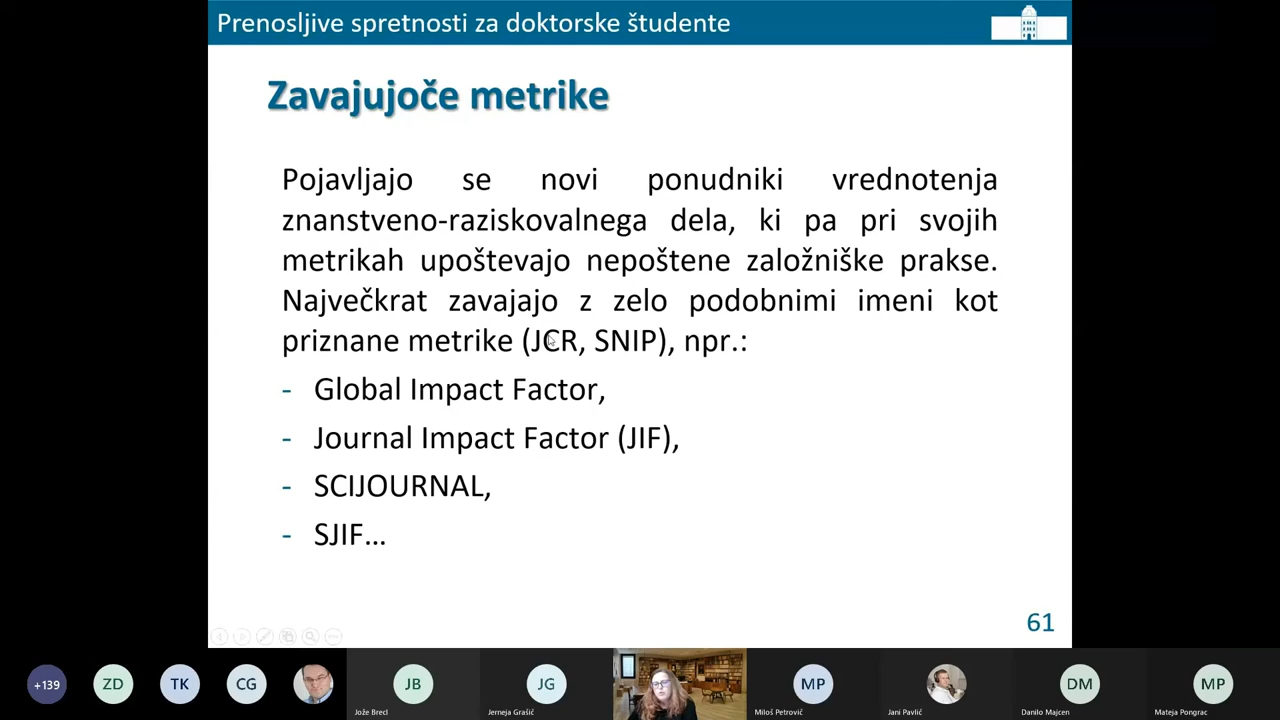 Prenosljive spretnosti za doktorske študente
Zavajujoče metrike
Pojavljajo se novi ponudniki vrednotenja
znanstveno-raziskovalnega dela, ki pa pri svojih
metrikah upoštevajo nepoštene založniške prakse.
Največkrat zavajajo z zelo podobnimi imeni kot
priznane metrike (JCR, SNIP), npr.:
- Global Impact Factor,
- Journal Impact Factor (JIF),
- SCIJOURNAL,
- SJIF...
61
+139
ZD
TK
CG
JB
Jože Brecl
JG
Jerneja Grašič
MP
Miloš Petrovič
Jani Pavlič
DM
Danilo Majcen
MP
Mateja Pongrac